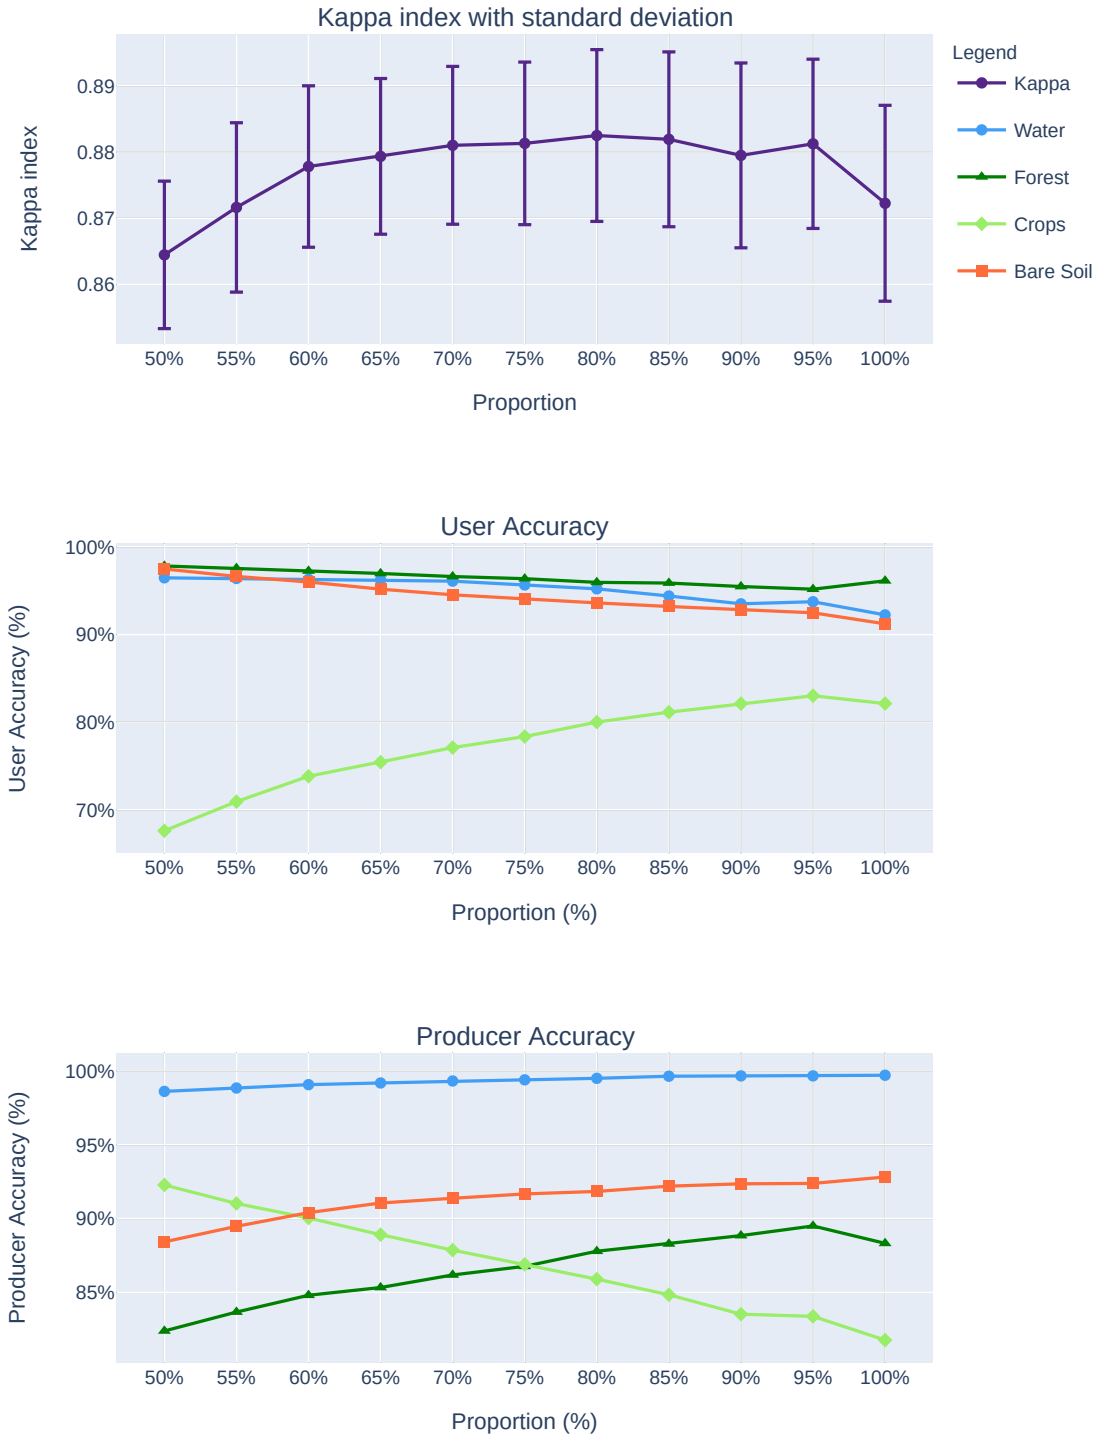 Kappa index with standard deviation
Legend
Kappa
Water
Forest
Crops
Bare Soil
Kappa index
0.89
0.88
0.87
0.86
50% 55% 60% 65% 70% 75% 80% 85% 90% 95% 100%
Proportion
User Accuracy
User Accuracy (%)
100%
90%
80%
70%
50% 55% 60% 65% 70% 75% 80% 85% 90% 95% 100%
Proportion (%)
Producer Accuracy
Producer Accuracy (%)
100%
95%
90%
85%
50% 55% 60% 65% 70% 75% 80% 85% 90% 95% 100%
Proportion (%)